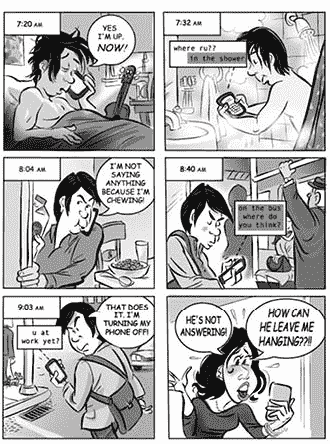 7:20 AM
YES
I'M UP.
NOW!
7:32 AM
where ru??
in the shower
8:04 AM
I'M NOT
SAYING
ANYTHING
BECAUSE I'M
CHEWING!
8:40 AM
on the bus
where do
you think?
9:03 AM
u at
work yet?
THAT DOES
IT. I'M
TURNING MY
PHONE OFF!
HE'S NOT
ANSWERING!
HOW CAN
HE LEAVE ME
HANGING??!!